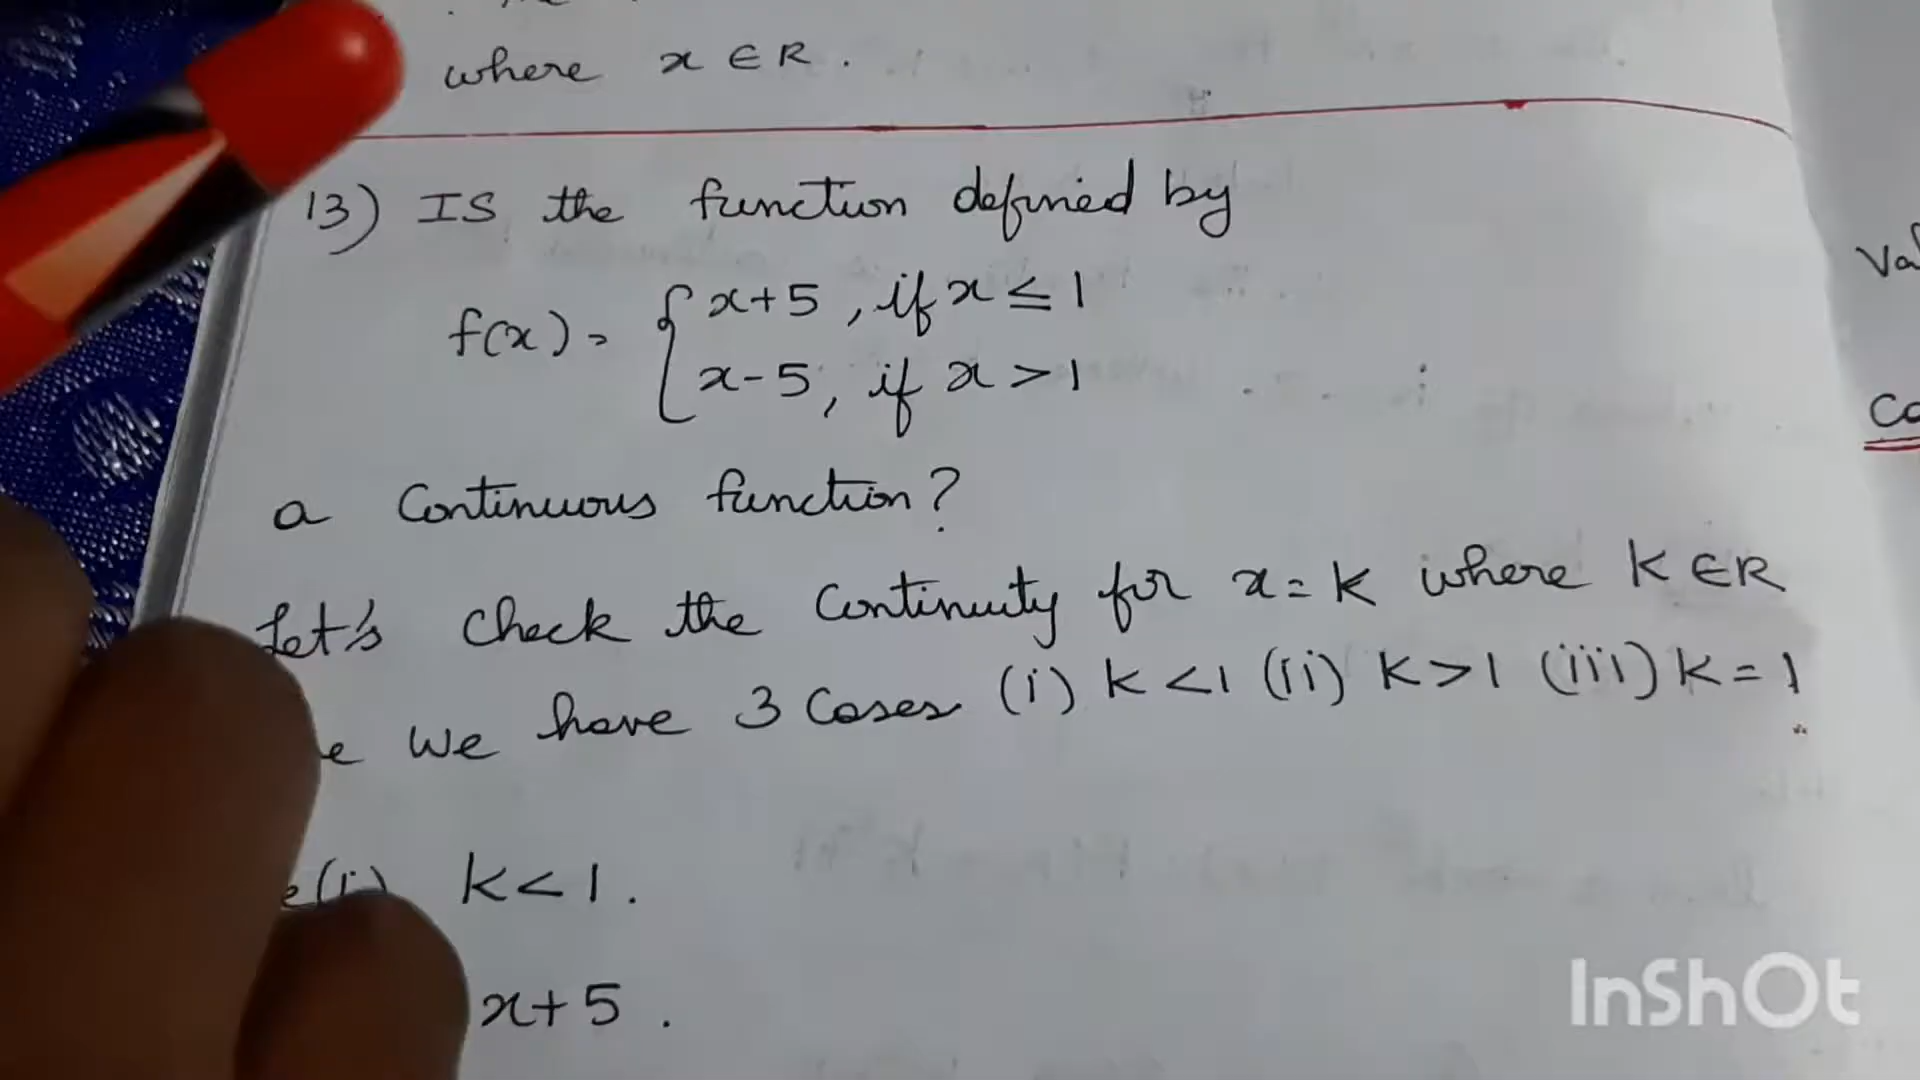 where x ∈ R.
13) IS the function defined by
f(x) = { x+5, if x ≤ 1
x-5, if x > 1
a Continuous function?
Let's Check the Continuity for x = k where k ∈ R
we have 3 Cases (i) k < 1 (ii) k > 1 (iii) k = 1
(i) k < 1.
x+5.
InShOt